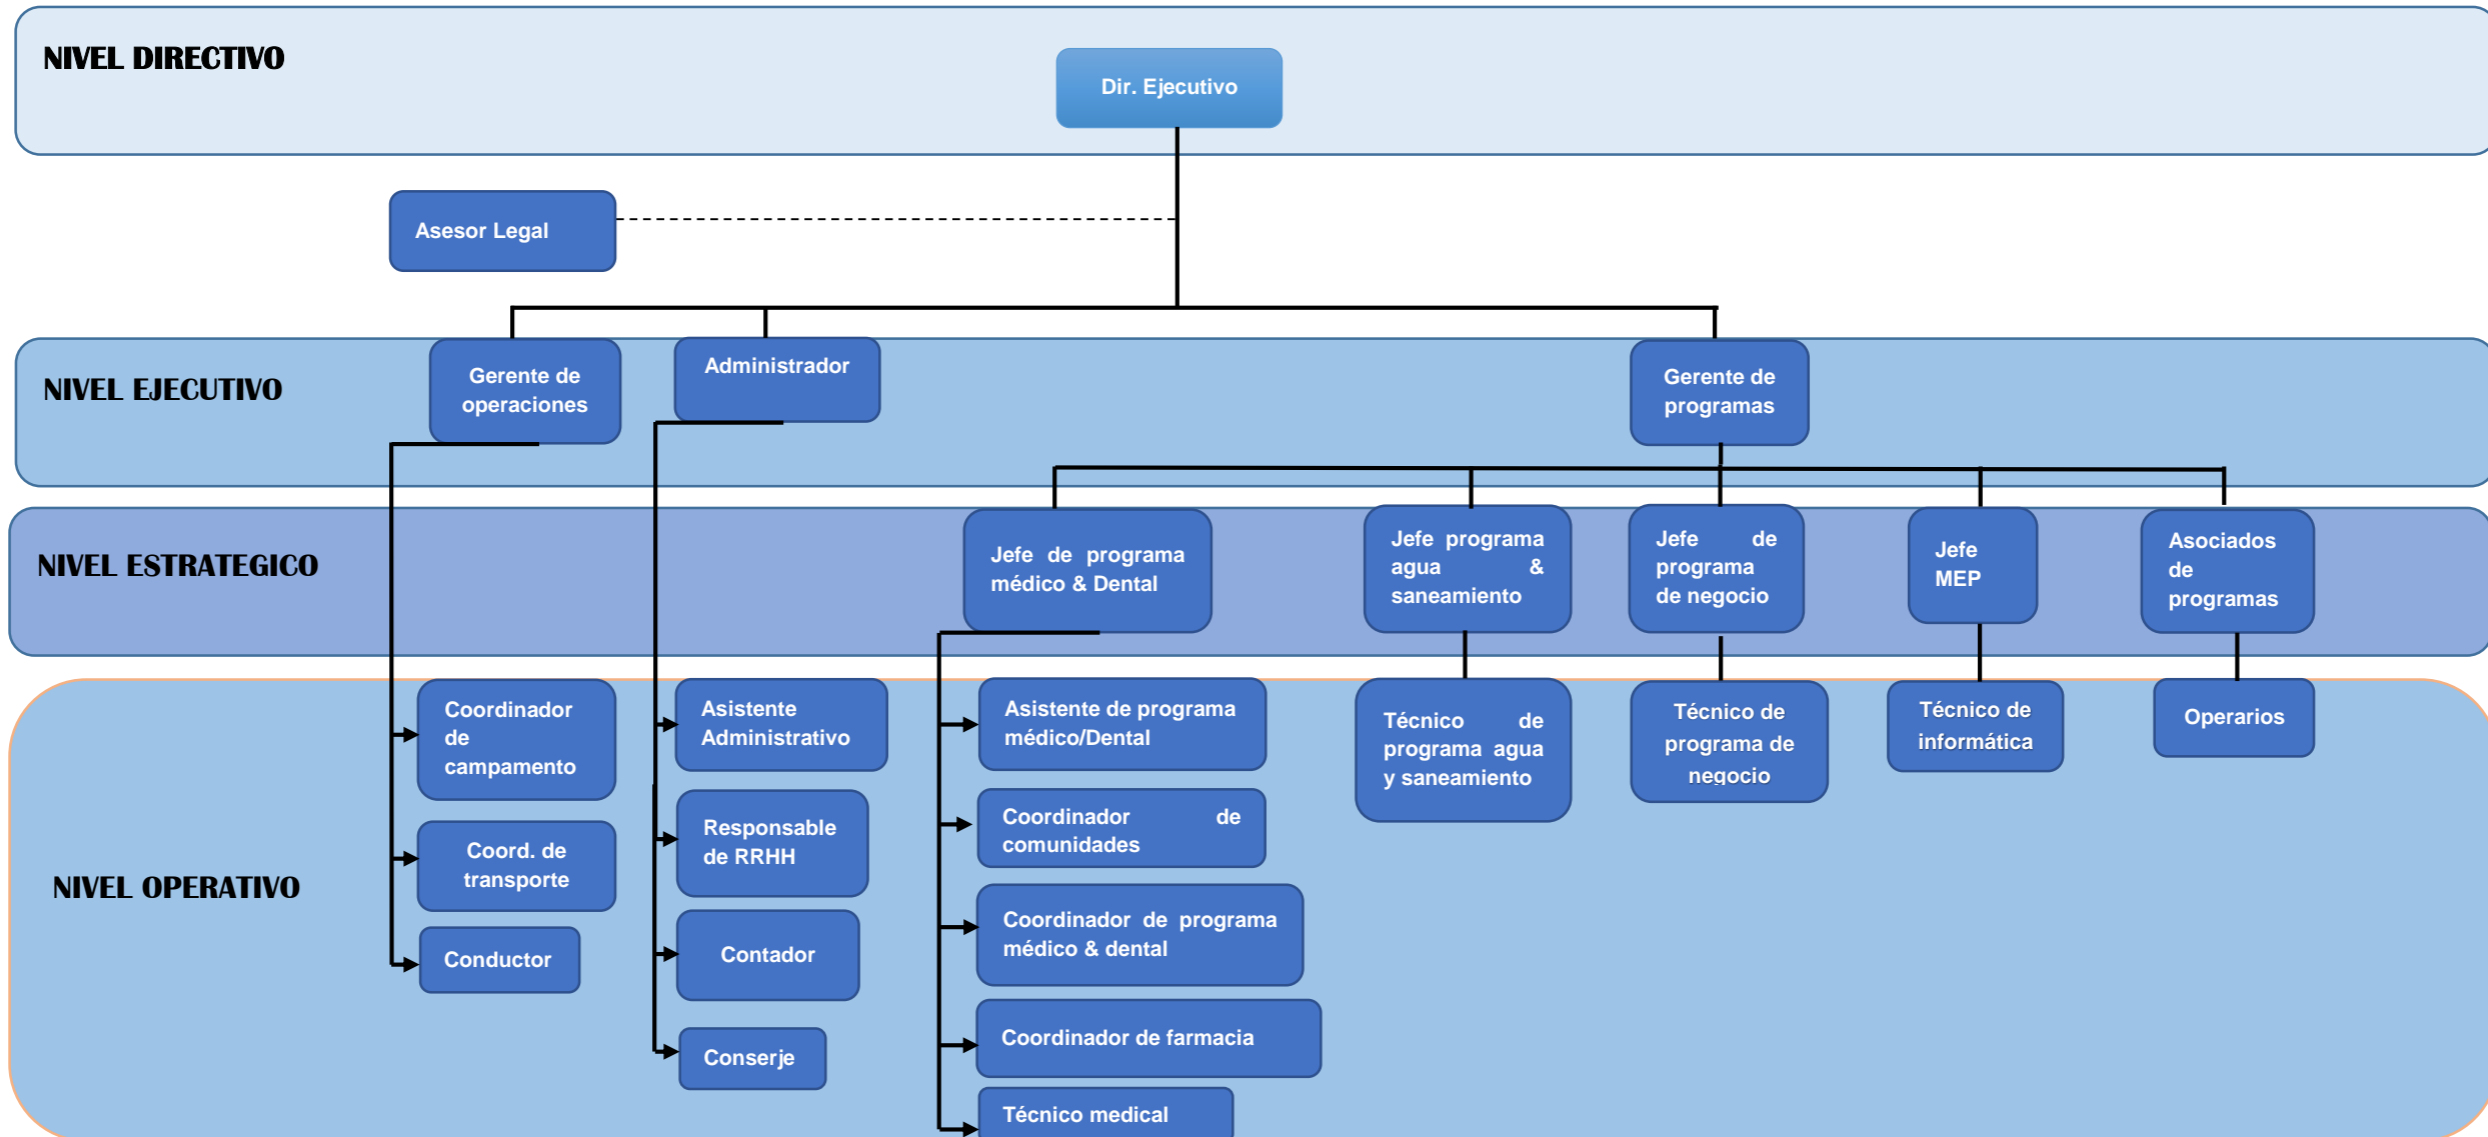 NIVEL DIRECTIVO
Dir. Ejecutivo
Asesor Legal
NIVEL EJECUTIVO
Gerente de
operaciones
Administrador
Gerente de
programas
NIVEL ESTRATEGICO
Jefe de programa
médico & Dental
Jefe programa
agua &
saneamiento
Jefe de
programa
de negocio
Jefe
MEP
Asociados
de
programas
NIVEL OPERATIVO
Coordinador
de
campamento
Coord. de
transporte
Conductor
Asistente
Administrativo
Responsable
de RRHH
Contador
Conserje
Asistente de programa
médico/Dental
Coordinador de
comunidades
Coordinador de programa
médico & dental
Coordinador de farmacia
Técnico medical
Técnico de
programa agua
y saneamiento
Técnico de
programa de
negocio
Técnico de
informática
Operarios